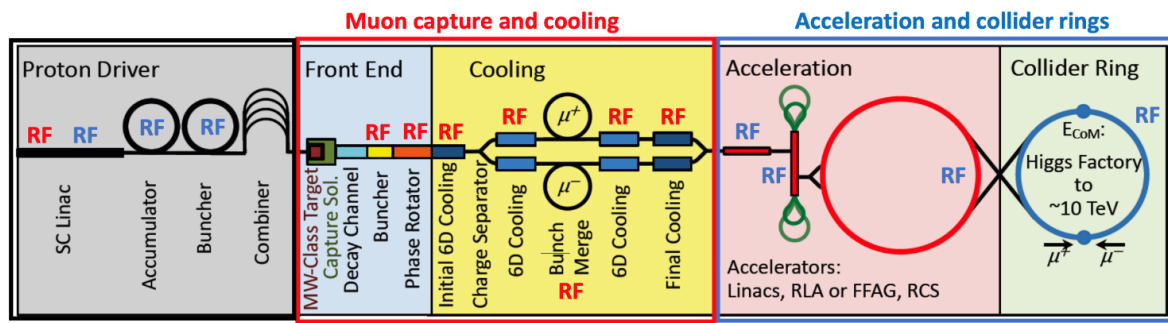 Muon capture and cooling
Acceleration and collider rings
Proton Driver
RF
RF
RF
RF
SC Linac
Accumulator
Buncher
Combiner
Front End
RF
RF
MW-Class Target
Capture Sol.
Decay Channel
Buncher
Phase Rotator
Cooling
RF
RF
μ+
RF
RF
μ−
Initial 6D Cooling
Charge Separator
6D Cooling
Bunch
Merge
6D Cooling
Final Cooling
RF
Acceleration
RF
RF
RF
Accelerators:
Linacs, RLA or FFAG, RCS
Collider Ring
RF
ECoM:
Higgs Factory
to
~10 TeV
μ+
μ−